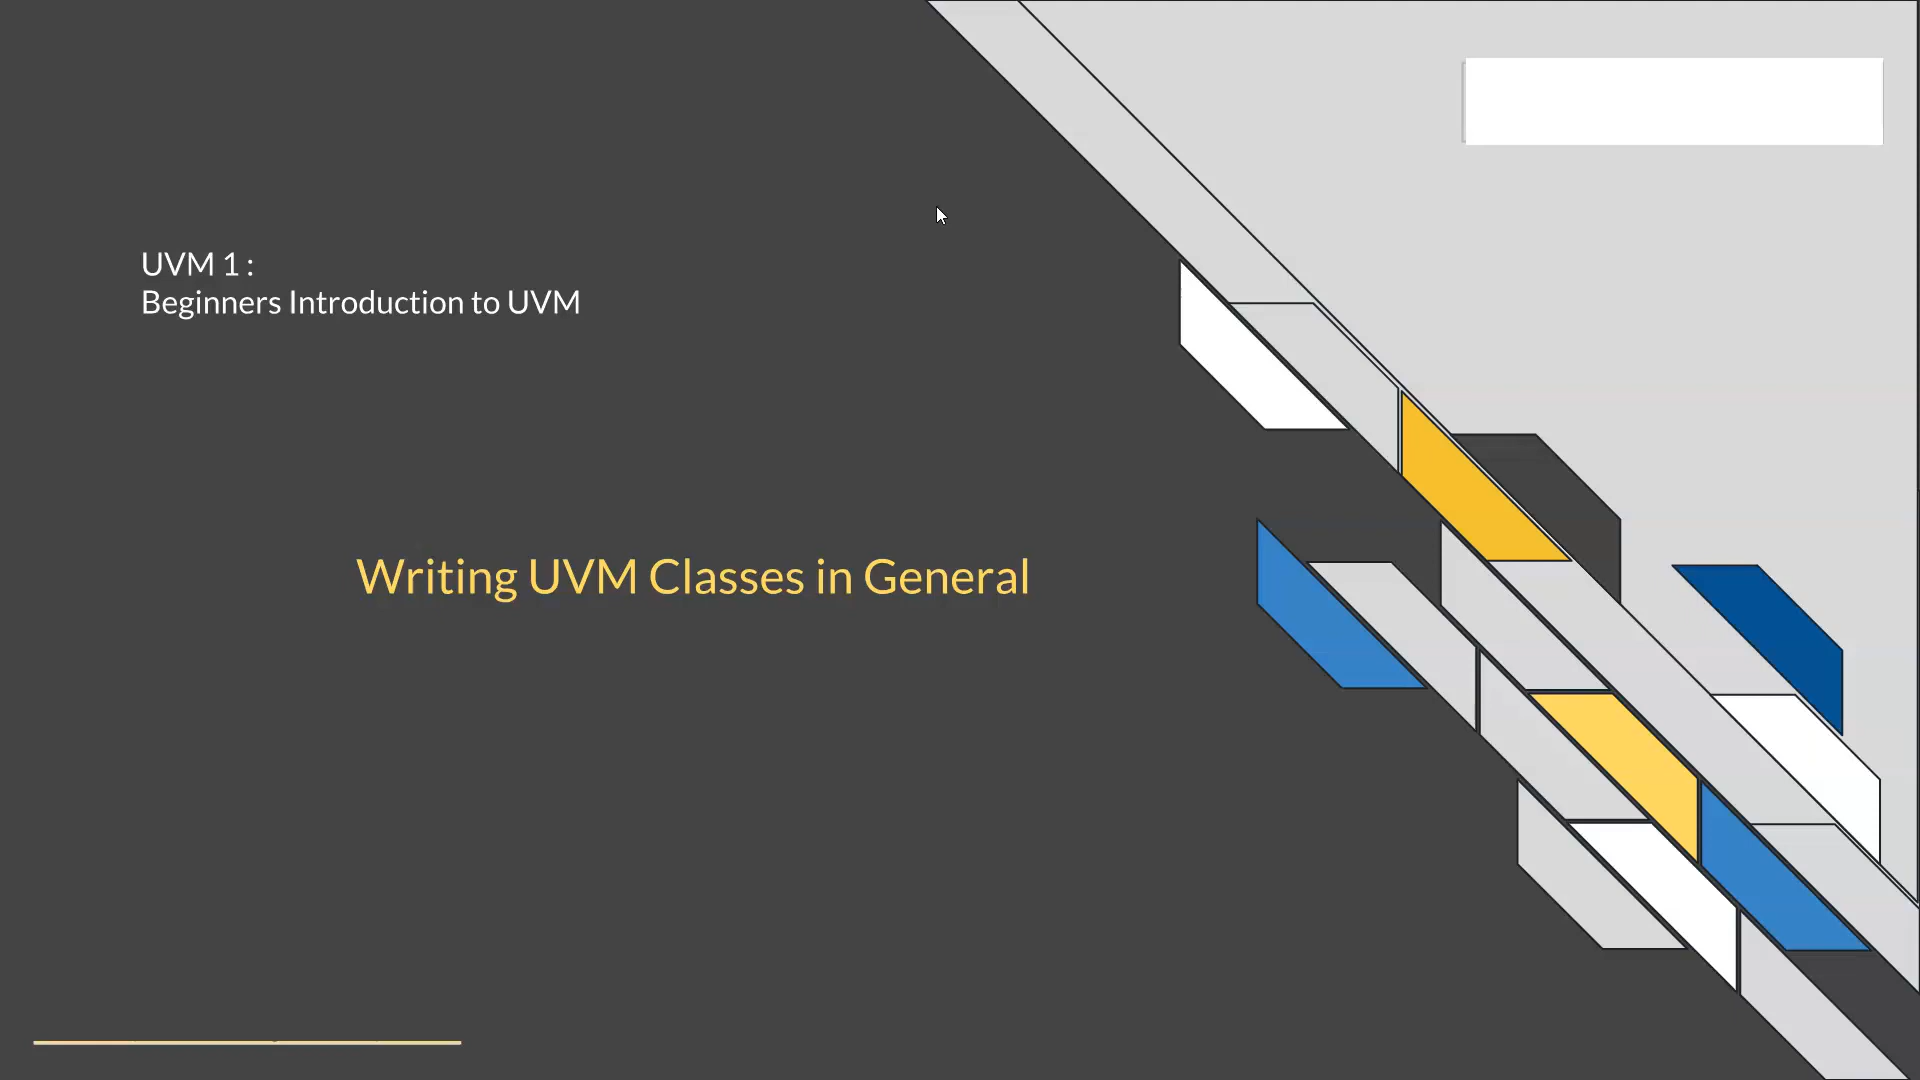 UVM 1 :
Beginners Introduction to UVM
Writing UVM Classes in General